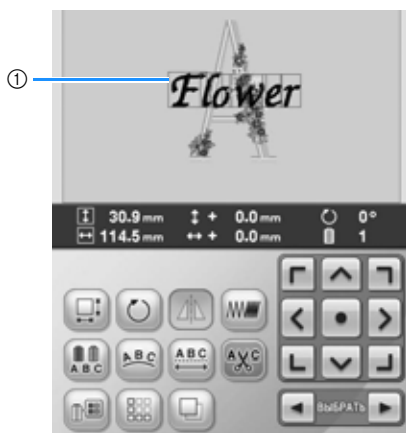 ①
A
Flower
30.9 mm + 0.0 mm 0°
114.5 mm + 0.0 mm 1
ABC ABC ABC A C
ВЫБРАТЬ